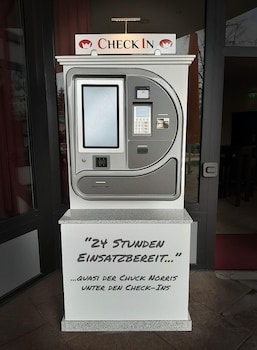 CHECK IN
"24 STUNDEN
EINSATZBEREIT..."
...QUASI DER CHUCK NORRIS
UNTER DEN CHECK-INS